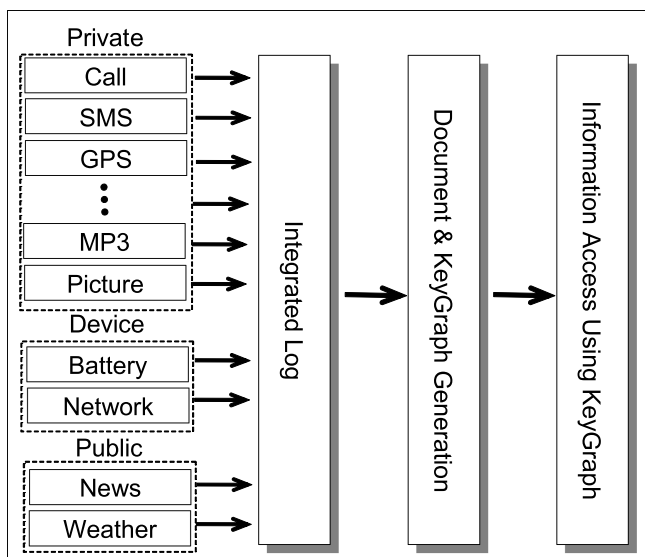 Private
Call
SMS
GPS
MP3
Picture
Device
Battery
Network
Public
News
Weather
Integrated Log
Document & KeyGraph Generation
Information Access Using KeyGraph